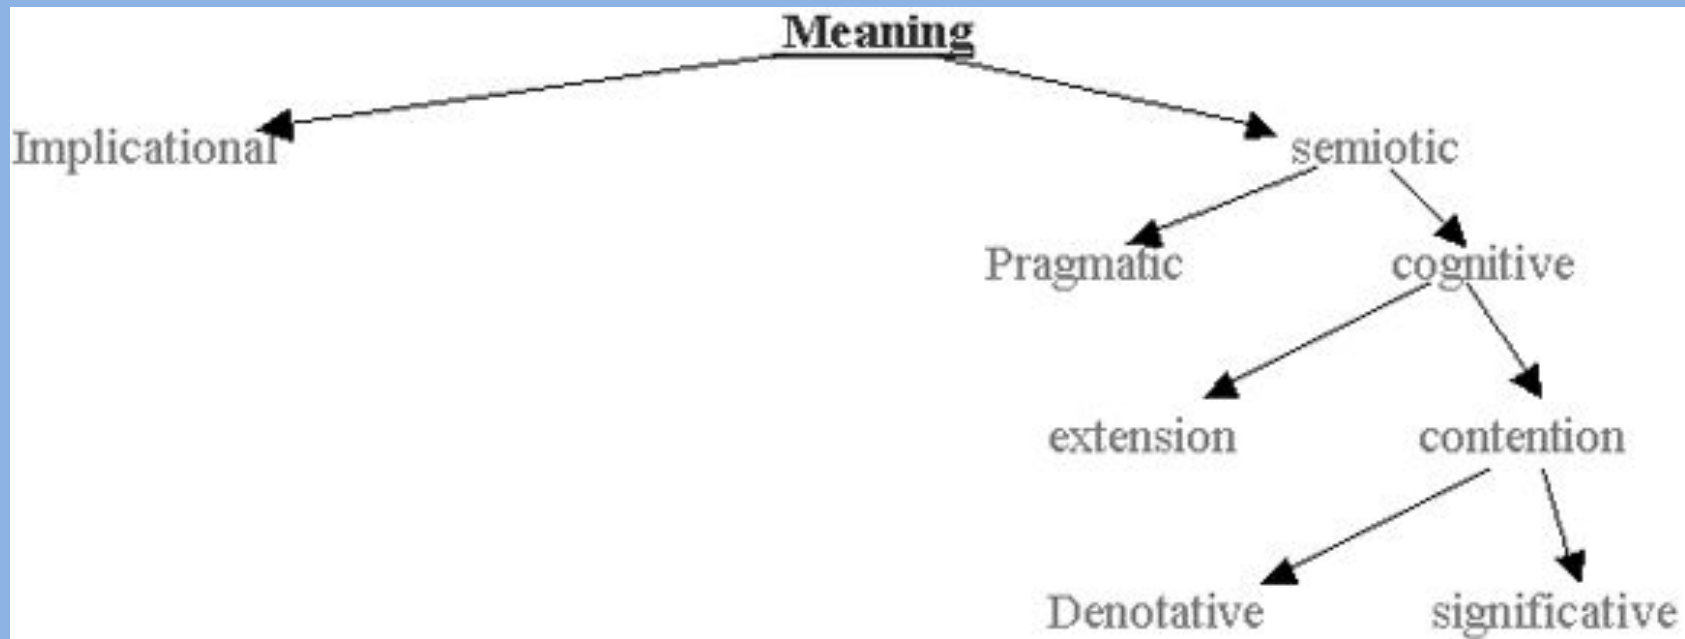 Meaning
Implicational
semiotic
Pragmatic
cognitive
extension
contention
Denotative
significative